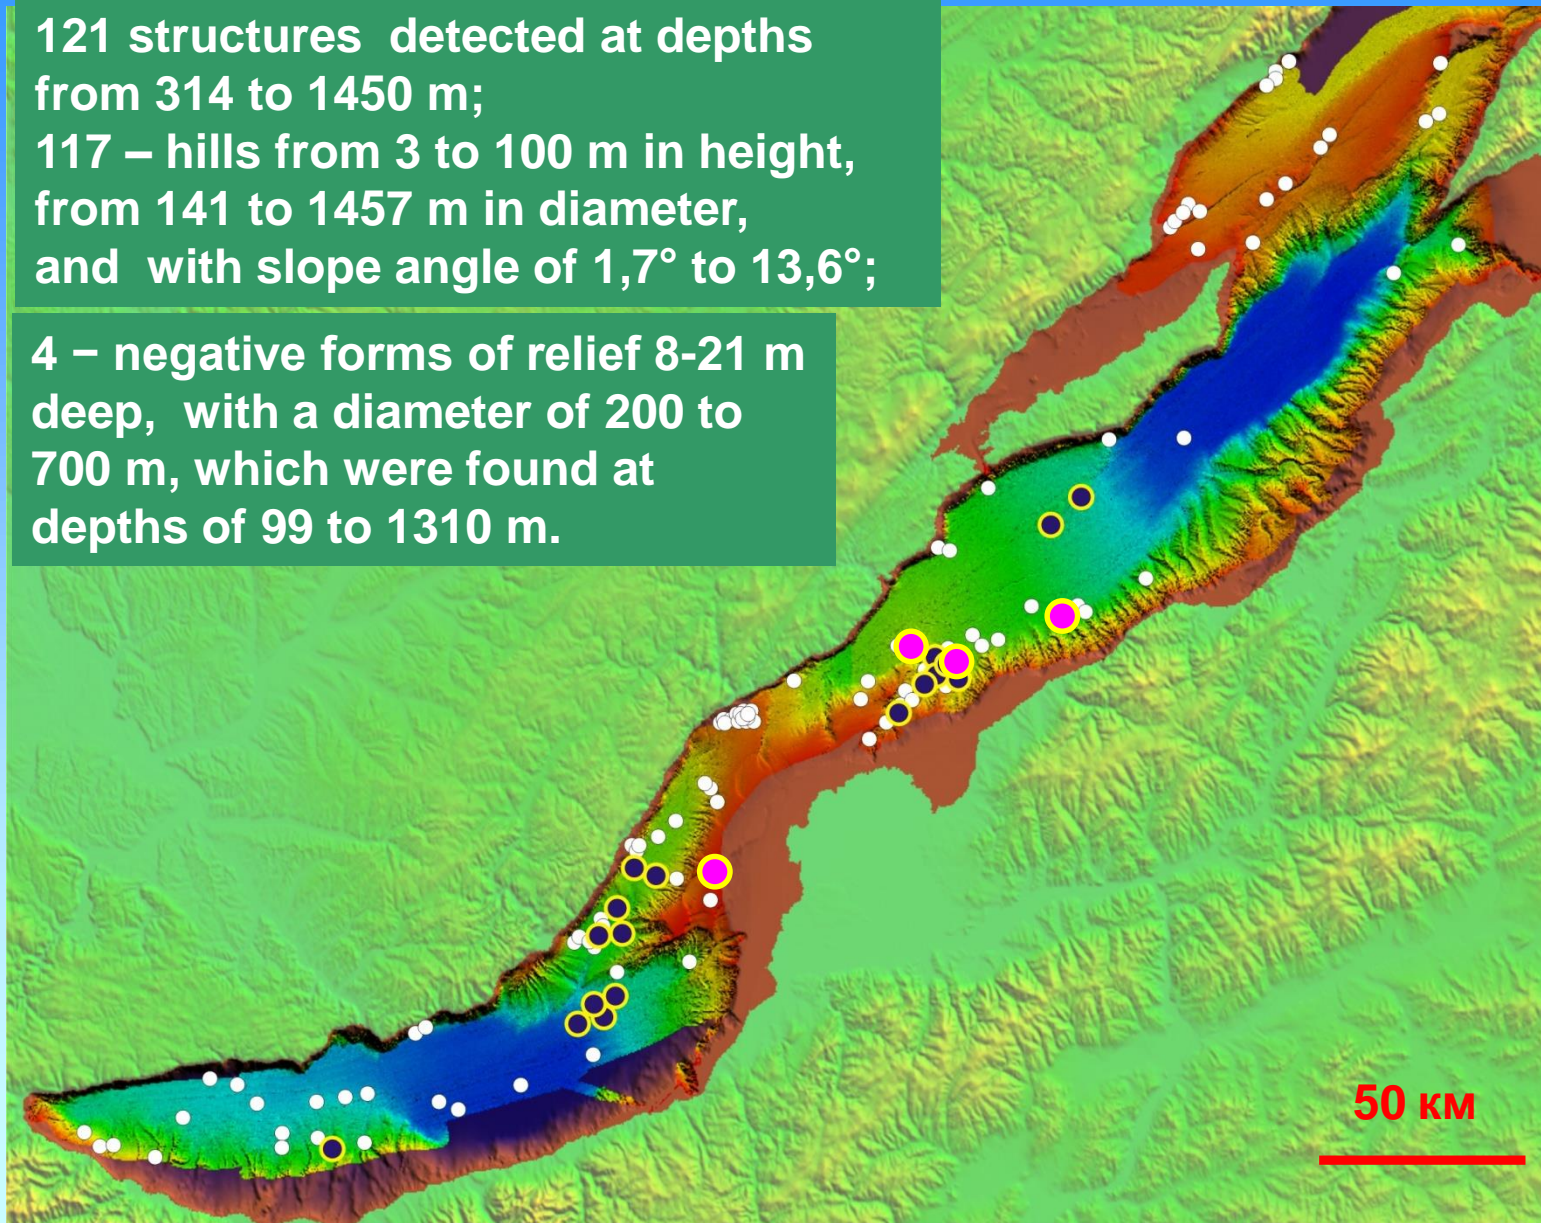 121 structures detected at depths
from 314 to 1450 m;
117 – hills from 3 to 100 m in height,
from 141 to 1457 m in diameter,
and with slope angle of 1,7° to 13,6°;
4 – negative forms of relief 8-21 m
deep, with a diameter of 200 to
700 m, which were found at
depths of 99 to 1310 m.
50 км